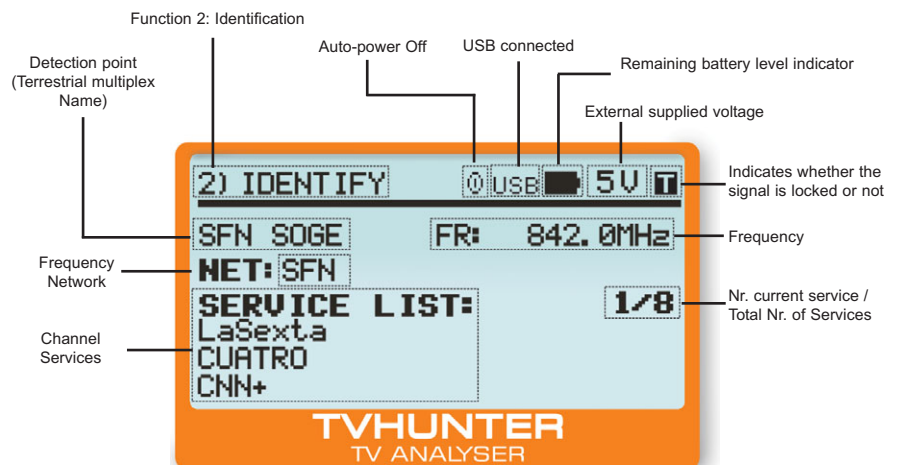 Function 2: Identification
Detection point
(Terrestrial multiplex
Name)
Auto-power Off
USB connected
Remaining battery level indicator
External supplied voltage
Indicates whether the
signal is locked or not
2) IDENTIFY
USB
5V
T
SFN SOGE
FR: 842.0MHz
Frequency
Frequency
Network
NET: SFN
SERVICE LIST:
1/8
Nr. current service /
Total Nr. of Services
Channel
Services
LaSexta
CUATRO
CNN+
TVHUNTER
TV ANALYSER